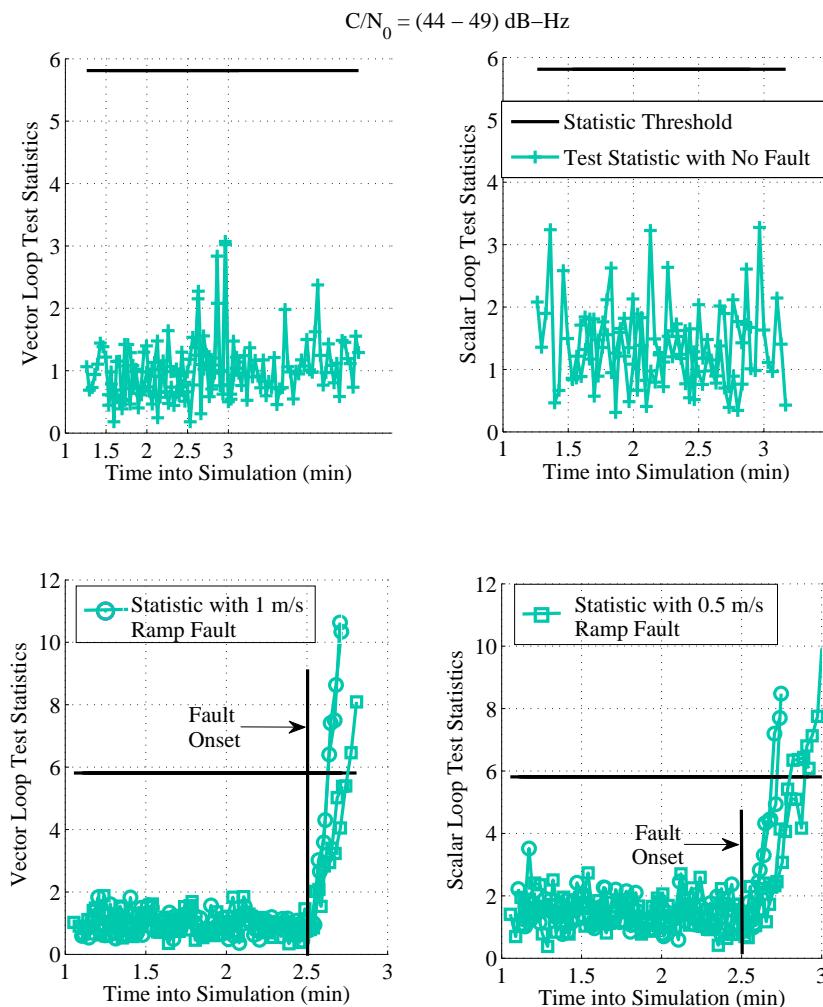 C/N0 = (44 – 49) dB–Hz
6
5
4
3
2
1
0
Vector Loop Test Statistics
1 1.5 2 2.5 3
Time into Simulation (min)
6
5
4
3
2
1
0
Scalar Loop Test Statistics
Statistic Threshold
Test Statistic with No Fault
1 1.5 2 2.5 3
Time into Simulation (min)
12
10
8
6
4
2
0
Vector Loop Test Statistics
Statistic with 1 m/s
Ramp Fault
Fault
Onset
1 1.5 2 2.5 3
Time into Simulation (min)
12
10
8
6
4
2
0
Scalar Loop Test Statistics
Statistic with 0.5 m/s
Ramp Fault
Fault
Onset
1 1.5 2 2.5 3
Time into Simulation (min)